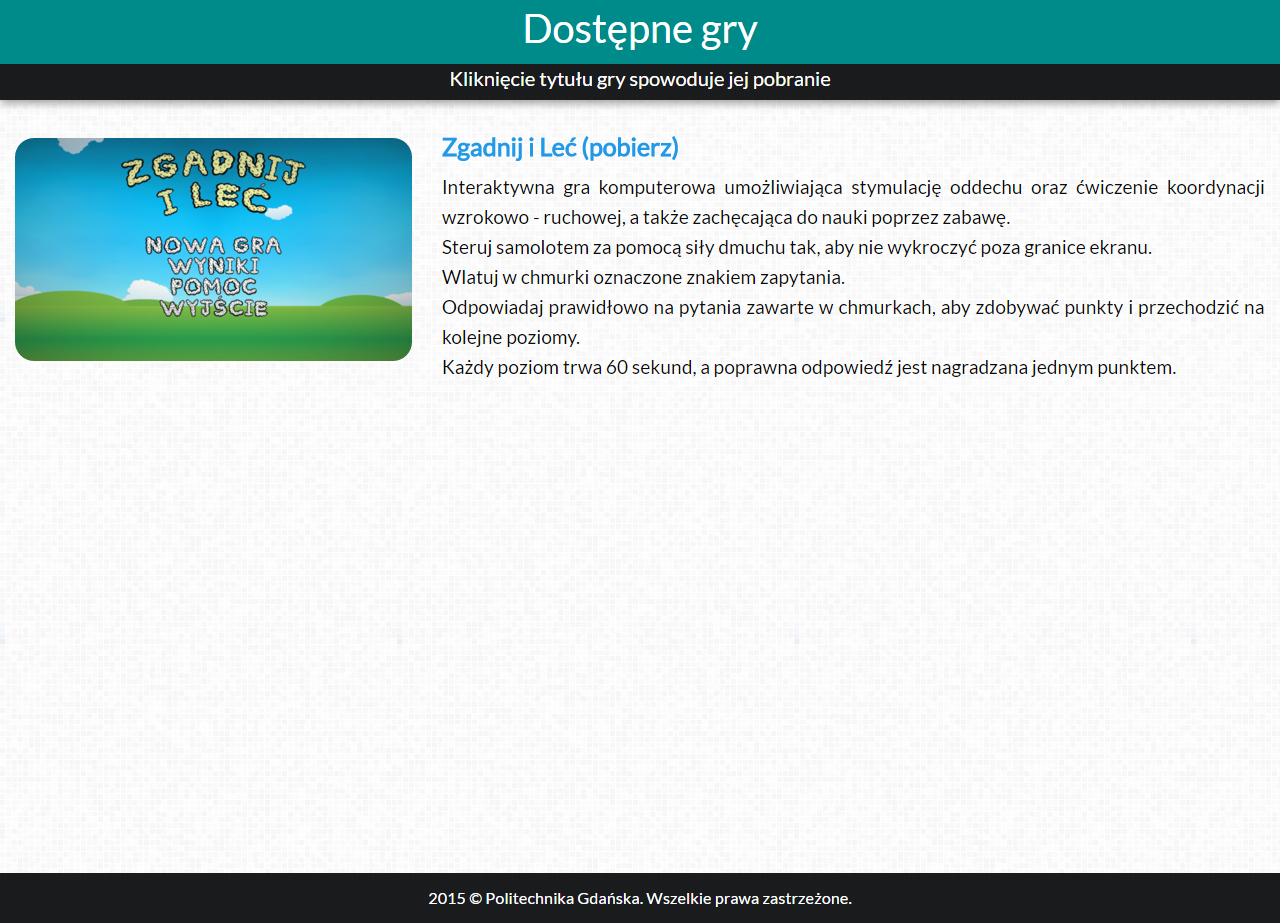 Dostępne gry
Kliknięcie tytułu gry spowoduje jej pobranie
ZGADNIJ
I LEĆ
NOWA GRA
WYNIKI
POMOC
WYJŚCIE
Zgadnij i Leć (pobierz)
Interaktywna gra komputerowa umożliwiająca stymulację oddechu oraz ćwiczenie koordynacji
wzrokowo - ruchowej, a także zachęcająca do nauki poprzez zabawę.
Steruj samolotem za pomocą siły dmuchu tak, aby nie wykroczyć poza granice ekranu.
Wlatuj w chmurki oznaczone znakiem zapytania.
Odpowiadaj prawidłowo na pytania zawarte w chmurkach, aby zdobywać punkty i przechodzić na
kolejne poziomy.
Każdy poziom trwa 60 sekund, a poprawna odpowiedź jest nagradzana jednym punktem.
2015 © Politechnika Gdańska. Wszelkie prawa zastrzeżone.